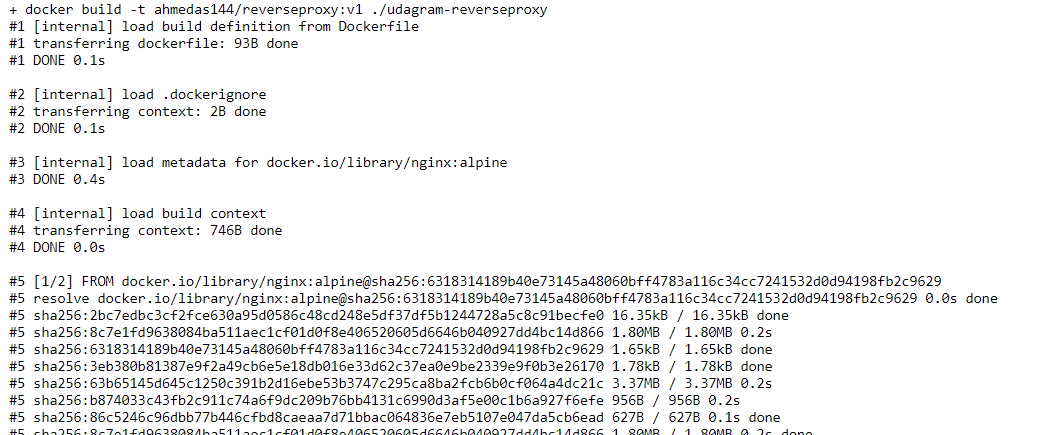 + docker build -t ahmedas144/reverseproxy:v1 ./udagram-reverseproxy
#1 [internal] load build definition from Dockerfile
#1 transferring dockerfile: 93B done
#1 DONE 0.1s
#2 [internal] load .dockerignore
#2 transferring context: 2B done
#2 DONE 0.1s
#3 [internal] load metadata for docker.io/library/nginx:alpine
#3 DONE 0.4s
#4 [internal] load build context
#4 transferring context: 746B done
#4 DONE 0.0s
#5 [1/2] FROM docker.io/library/nginx:alpine@sha256:6318314189b40e73145a48060bff4783a116c34cc7241532d0d94198fb2c9629
#5 resolve docker.io/library/nginx:alpine@sha256:6318314189b40e73145a48060bff4783a116c34cc7241532d0d94198fb2c9629 0.0s done
#5 sha256:2bc7edbc3cf2fce630a95d0586c48cd248e5df37df5b1244728a5c8c91becfe0 16.35kB / 16.35kB done
#5 sha256:8c7e1fd9638084ba511aec1cf01d0f8e406520605d6646b040927dd4bc14d866 1.80MB / 1.80MB 0.2s
#5 sha256:6318314189b40e73145a48060bff4783a116c34cc7241532d0d94198fb2c9629 1.65kB / 1.65kB done
#5 sha256:3eb380b81387e9f2a49cb6e5e18db016e33d62c37ea0e9be2339e9f0b3e26170 1.78kB / 1.78kB done
#5 sha256:63b65145d645c1250c391b2d16ebe53b3747c295ca8ba2fcb6b0cf064a4dc21c 3.37MB / 3.37MB 0.2s
#5 sha256:b874033c43fb2c911c74a6f9dc209b76bb4131c6990d3af5e00c1b6a927f6efe 956B / 956B 0.2s
#5 sha256:86c5246c96dbb77b446cfbd8caeaa7d71bbac064836e7eb5107e047da5cb6ead 627B / 627B 0.1s done
#5 sha256:8c7e1fd9638084ba511aec1cf01d0f8e406520605d6646b040927dd4bc14d866 1.80MB / 1.80MB 0.2s done